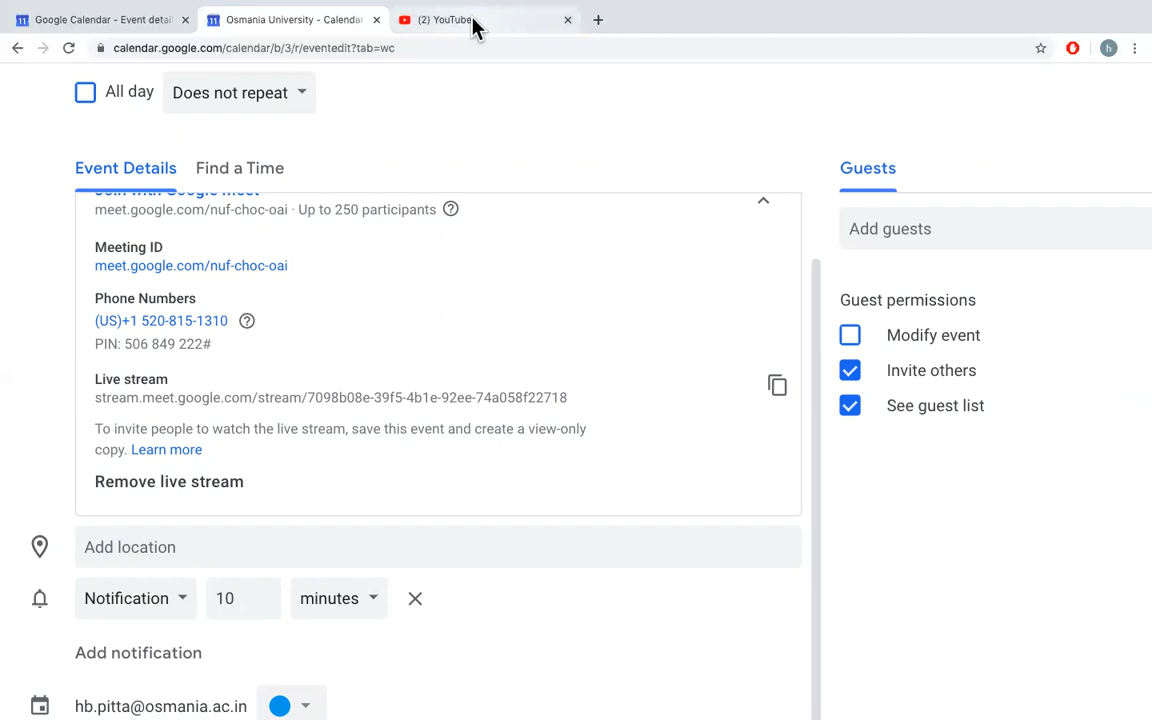 Google Calendar - Event detai
Osmania University - Calenda
(2) YouTube
calendar.google.com/calendar/b/3/r/eventedit?tab=wc
h
All day
Does not repeat
Event Details
Find a Time
Guests
Join with Google Meet
meet.google.com/nuf-choc-oai · Up to 250 participants
Add guests
Meeting ID
meet.google.com/nuf-choc-oai
Phone Numbers
(US)+1 520-815-1310
PIN: 506 849 222#
Guest permissions
Modify event
Invite others
See guest list
Live stream
stream.meet.google.com/stream/7098b08e-39f5-4b1e-92ee-74a058f22718
To invite people to watch the live stream, save this event and create a view-only
copy. Learn more
Remove live stream
Add location
Notification
10
minutes
Add notification
hb.pitta@osmania.ac.in